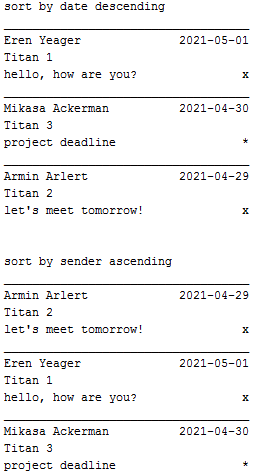 sort by date descending
Eren Yeager 2021-05-01
Titan 1
hello, how are you? x
Mikasa Ackerman 2021-04-30
Titan 3
project deadline *
Armin Arlert 2021-04-29
Titan 2
let's meet tomorrow! x
sort by sender ascending
Armin Arlert 2021-04-29
Titan 2
let's meet tomorrow! x
Eren Yeager 2021-05-01
Titan 1
hello, how are you? x
Mikasa Ackerman 2021-04-30
Titan 3
project deadline *